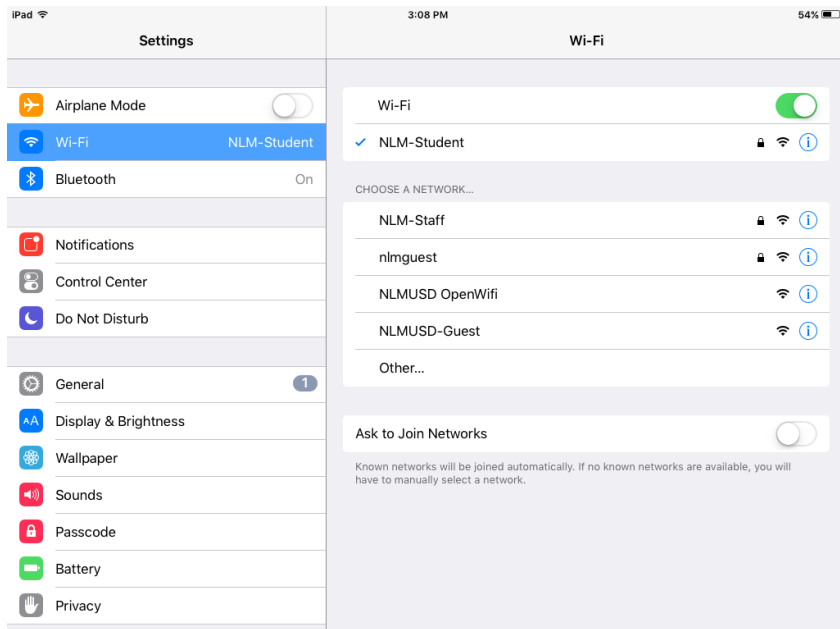 iPad 3:08 PM 54%
Settings
Airplane Mode
Wi-Fi NLM-Student
Bluetooth On
Notifications
Control Center
Do Not Disturb
General 1
AA Display & Brightness
Wallpaper
Sounds
Passcode
Battery
Privacy
Wi-Fi
Wi-Fi
NLM-Student
CHOOSE A NETWORK...
NLM-Staff
nlmguest
NLMUSD OpenWifi
NLMUSD-Guest
Other...
Ask to Join Networks
Known networks will be joined automatically. If no known networks are available, you will
have to manually select a network.